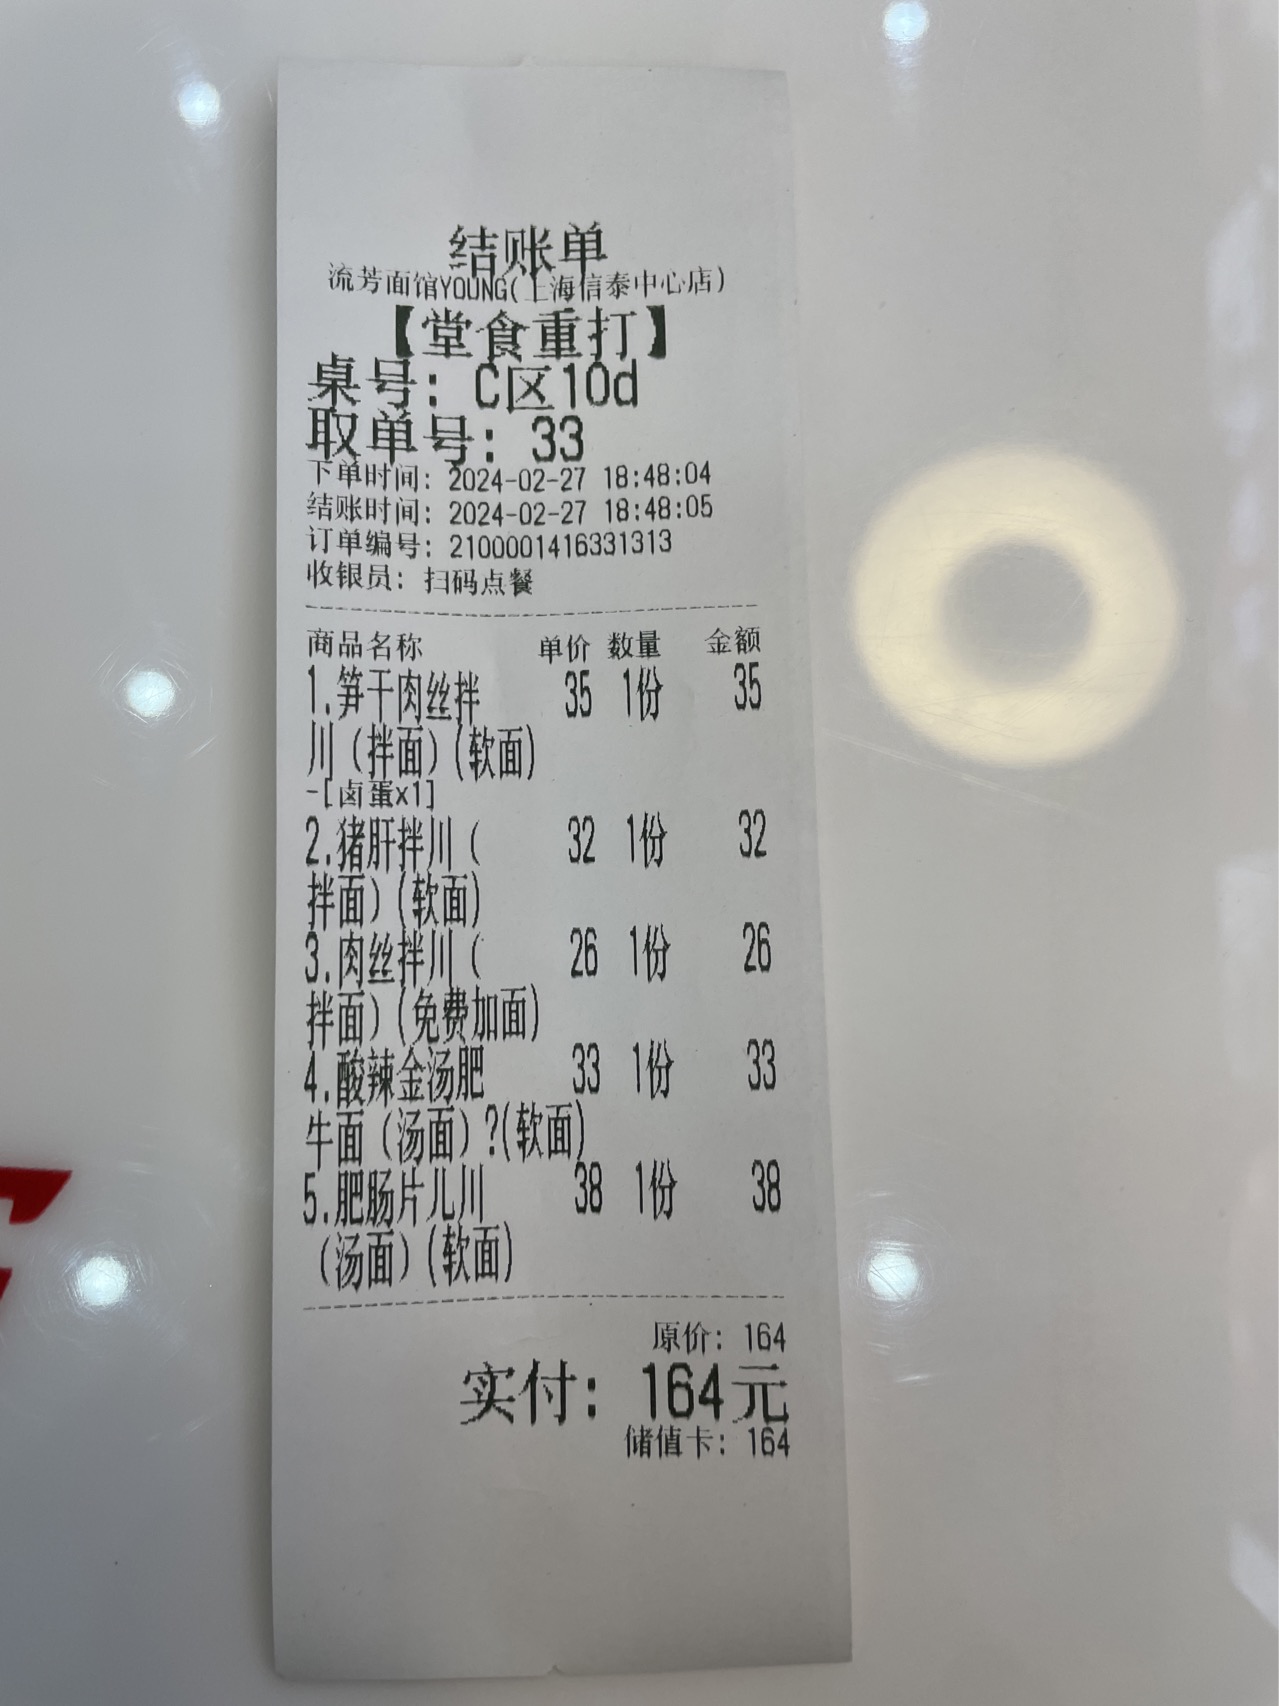 结账单
流芳面馆YOUNG(上海信泰中心店)
【堂食重打】
桌号: C区10d
取单号: 33
下单时间: 2024-02-27 18:48:04
结账时间: 2024-02-27 18:48:05
订单编号: 2100001416331313
收银员: 扫码点餐
商品名称 单价 数量 金额
1.笋干肉丝拌 35 1份 35
川（拌面）(软面)
-[卤蛋x1]
2.猪肝拌川（ 32 1份 32
拌面）(软面)
3.肉丝拌川（ 26 1份 26
拌面）(免费加面)
4.酸辣金汤肥 33 1份 33
牛面（汤面）?(软面)
5.肥肠片儿川 38 1份 38
（汤面）(软面)
原价: 164
实付: 164元
储值卡: 164